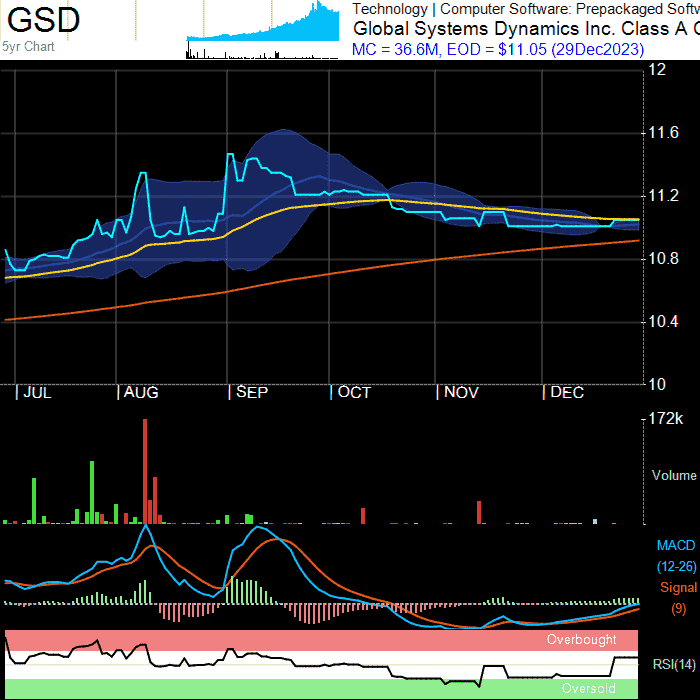 GSD
5yr Chart
Technology | Computer Software: Prepackaged Softw
Global Systems Dynamics Inc. Class A
MC = 36.6M, EOD = $11.05 (29Dec2023)
12
11.6
11.2
10.8
10.4
10
| JUL | AUG | SEP | OCT | NOV | DEC
172k
Volume
MACD
(12-26)
Signal
(9)
Overbought
RSI(14)
Oversold